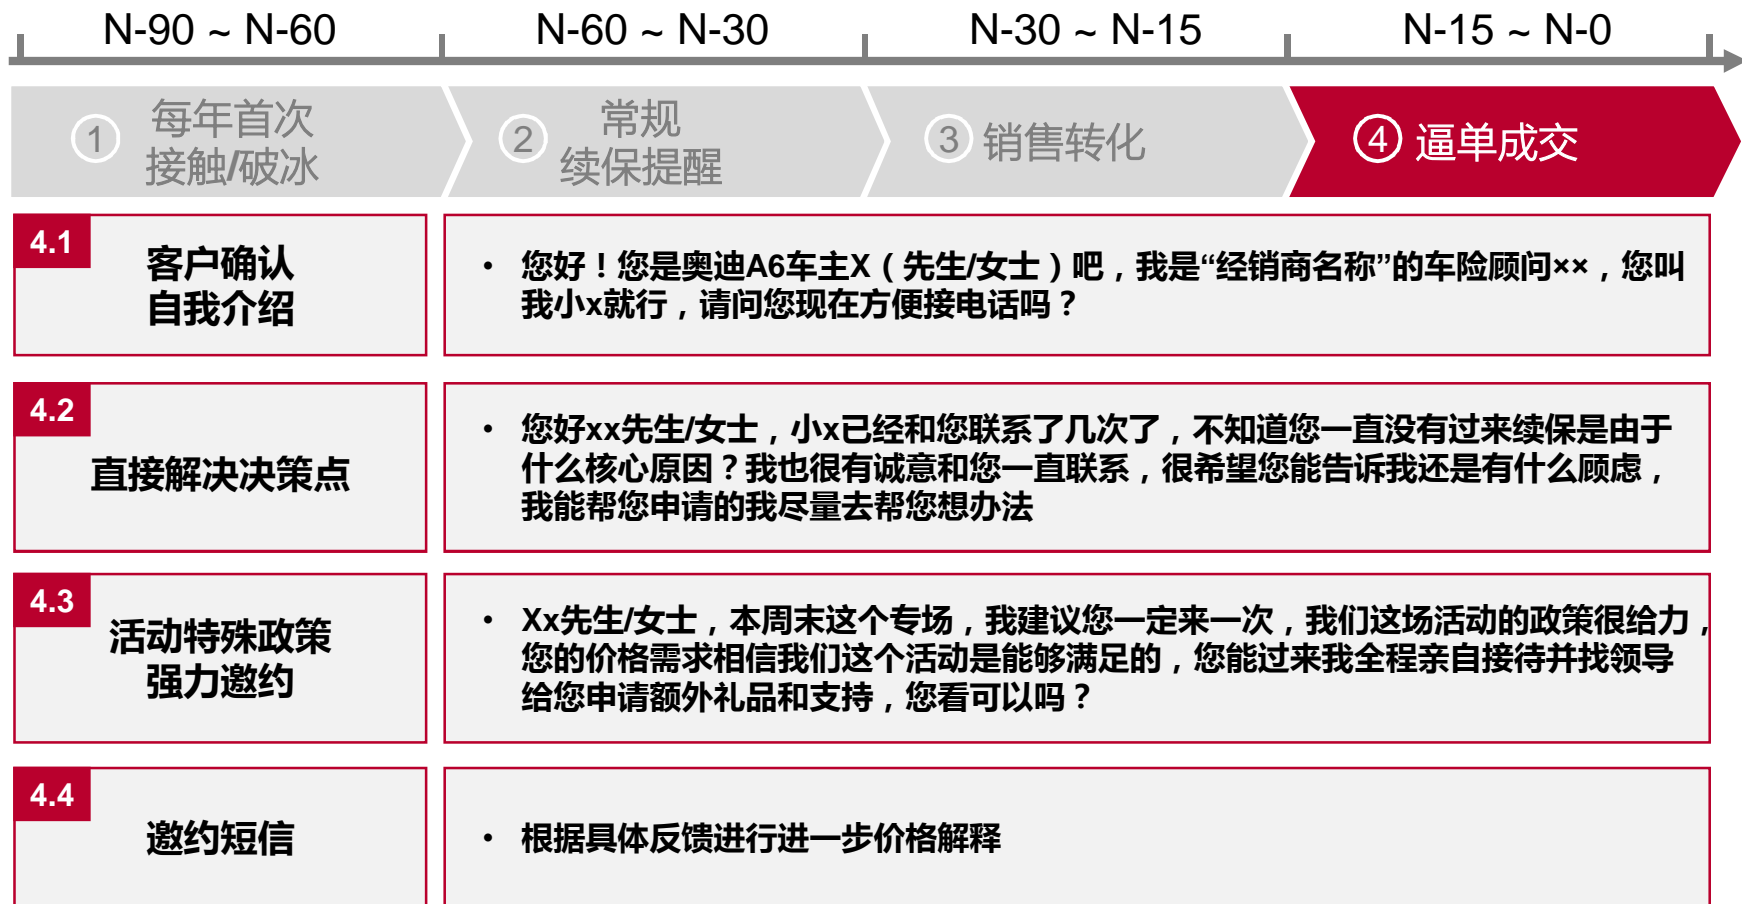 N-90 ~ N-60
N-60 ~ N-30
N-30 ~ N-15
N-15 ~ N-0
① 每年首次
接触/破冰
② 常规
续保提醒
③ 销售转化
④ 逼单成交
4.1
客户确认
自我介绍
• 您好！您是奥迪A6车主X（先生/女士）吧，我是“经销商名称”的车险顾问××，您叫
我小x就行，请问您现在方便接电话吗？
4.2
直接解决决策点
• 您好xx先生/女士，小x已经和您联系了几次了，不知道您一直没有过来续保是由于
什么核心原因？我也很有诚意和您一直联系，很希望您能告诉我还是有什么顾虑，
我能帮您申请的我尽量去帮您想办法
4.3
活动特殊政策
强力邀约
• Xx先生/女士，本周末这个专场，我建议您一定来一次，我们这场活动的政策很给力，
您的价格需求相信我们这个活动是能够满足的，您能过来我全程亲自接待并找领导
给您申请额外礼品和支持，您看可以吗？
4.4
邀约短信
• 根据具体反馈进行进一步价格解释